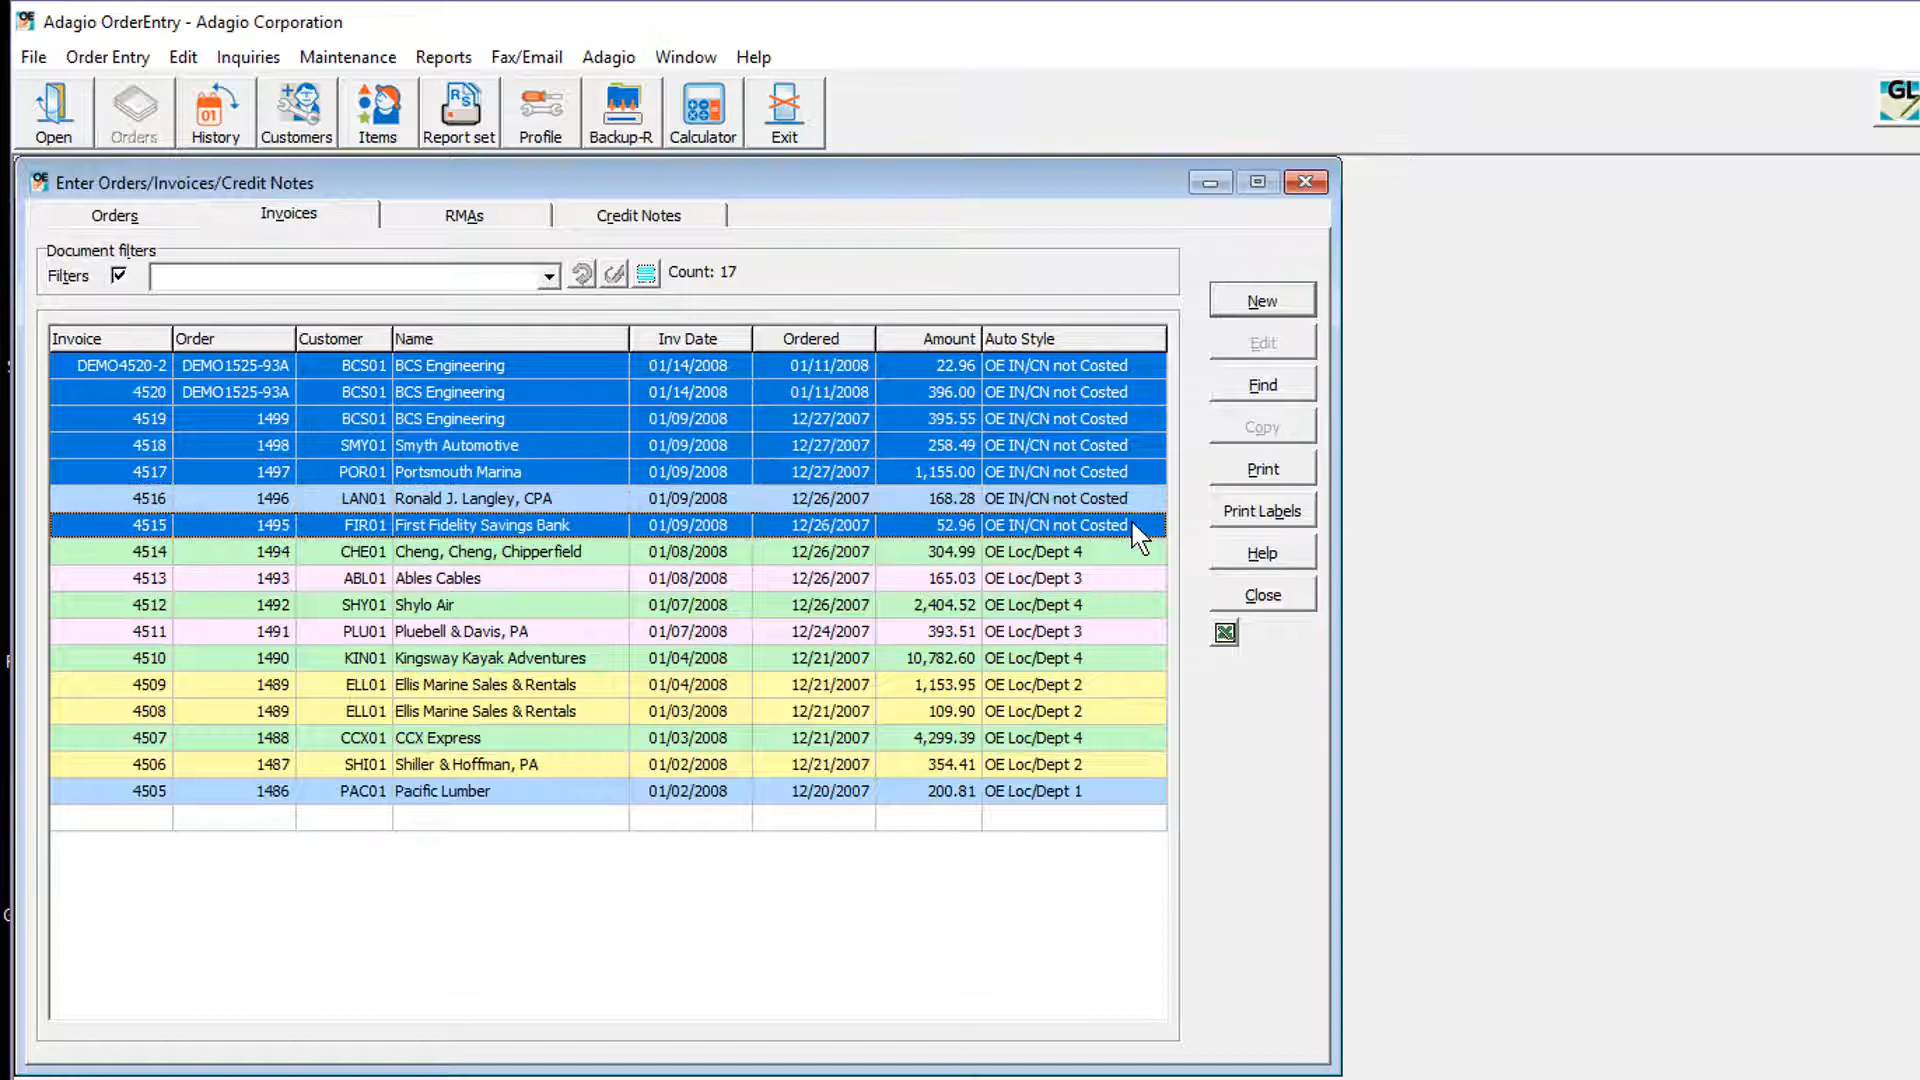 Adagio OrderEntry - Adagio Corporation
File Order Entry Edit Inquiries Maintenance Reports Fax/Email Adagio Window Help
Open Orders History Customers Items Report set Profile Backup-R Calculator Exit
GL
Enter Orders/Invoices/Credit Notes
Orders Invoices RMAs Credit Notes
Document filters
Filters Count: 17
Invoice Order Customer Name Inv Date Ordered Amount Auto Style
DEMO4520-2 DEMO1525-93A BCS01 BCS Engineering 01/14/2008 01/11/2008 22.96 OE IN/CN not Costed
4520 DEMO1525-93A BCS01 BCS Engineering 01/14/2008 01/11/2008 396.00 OE IN/CN not Costed
4519 1499 BCS01 BCS Engineering 01/09/2008 12/27/2007 395.55 OE IN/CN not Costed
4518 1498 SMY01 Smyth Automotive 01/09/2008 12/27/2007 258.49 OE IN/CN not Costed
4517 1497 POR01 Portsmouth Marina 01/09/2008 12/27/2007 1,155.00 OE IN/CN not Costed
4516 1496 LAN01 Ronald J. Langley, CPA 01/09/2008 12/26/2007 168.28 OE IN/CN not Costed
4515 1495 FIR01 First Fidelity Savings Bank 01/09/2008 12/26/2007 52.96 OE IN/CN not Costed
4514 1494 CHE01 Cheng, Cheng, Chipperfield 01/08/2008 12/26/2007 304.99 OE Loc/Dept 4
4513 1493 ABL01 Ables Cables 01/08/2008 12/26/2007 165.03 OE Loc/Dept 3
4512 1492 SHY01 Shylo Air 01/07/2008 12/26/2007 2,404.52 OE Loc/Dept 4
4511 1491 PLU01 Pluebell & Davis, PA 01/07/2008 12/24/2007 393.51 OE Loc/Dept 3
4510 1490 KIN01 Kingsway Kayak Adventures 01/04/2008 12/21/2007 10,782.60 OE Loc/Dept 4
4509 1489 ELL01 Ellis Marine Sales & Rentals 01/04/2008 12/21/2007 1,153.95 OE Loc/Dept 2
4508 1489 ELL01 Ellis Marine Sales & Rentals 01/03/2008 12/21/2007 109.90 OE Loc/Dept 2
4507 1488 CCX01 CCX Express 01/03/2008 12/21/2007 4,299.39 OE Loc/Dept 4
4506 1487 SHI01 Shiller & Hoffman, PA 01/02/2008 12/21/2007 354.41 OE Loc/Dept 2
4505 1486 PAC01 Pacific Lumber 01/02/2008 12/20/2007 200.81 OE Loc/Dept 1
New
Edit
Find
Copy
Print
Print Labels
Help
Close